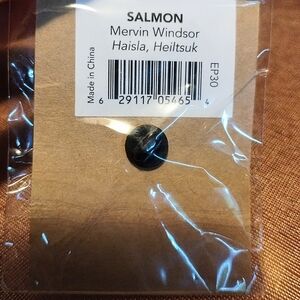 SALMON
Mervin Windsor
Haisla, Heiltsuk
Made in China
EP30
6 29117 05465 4